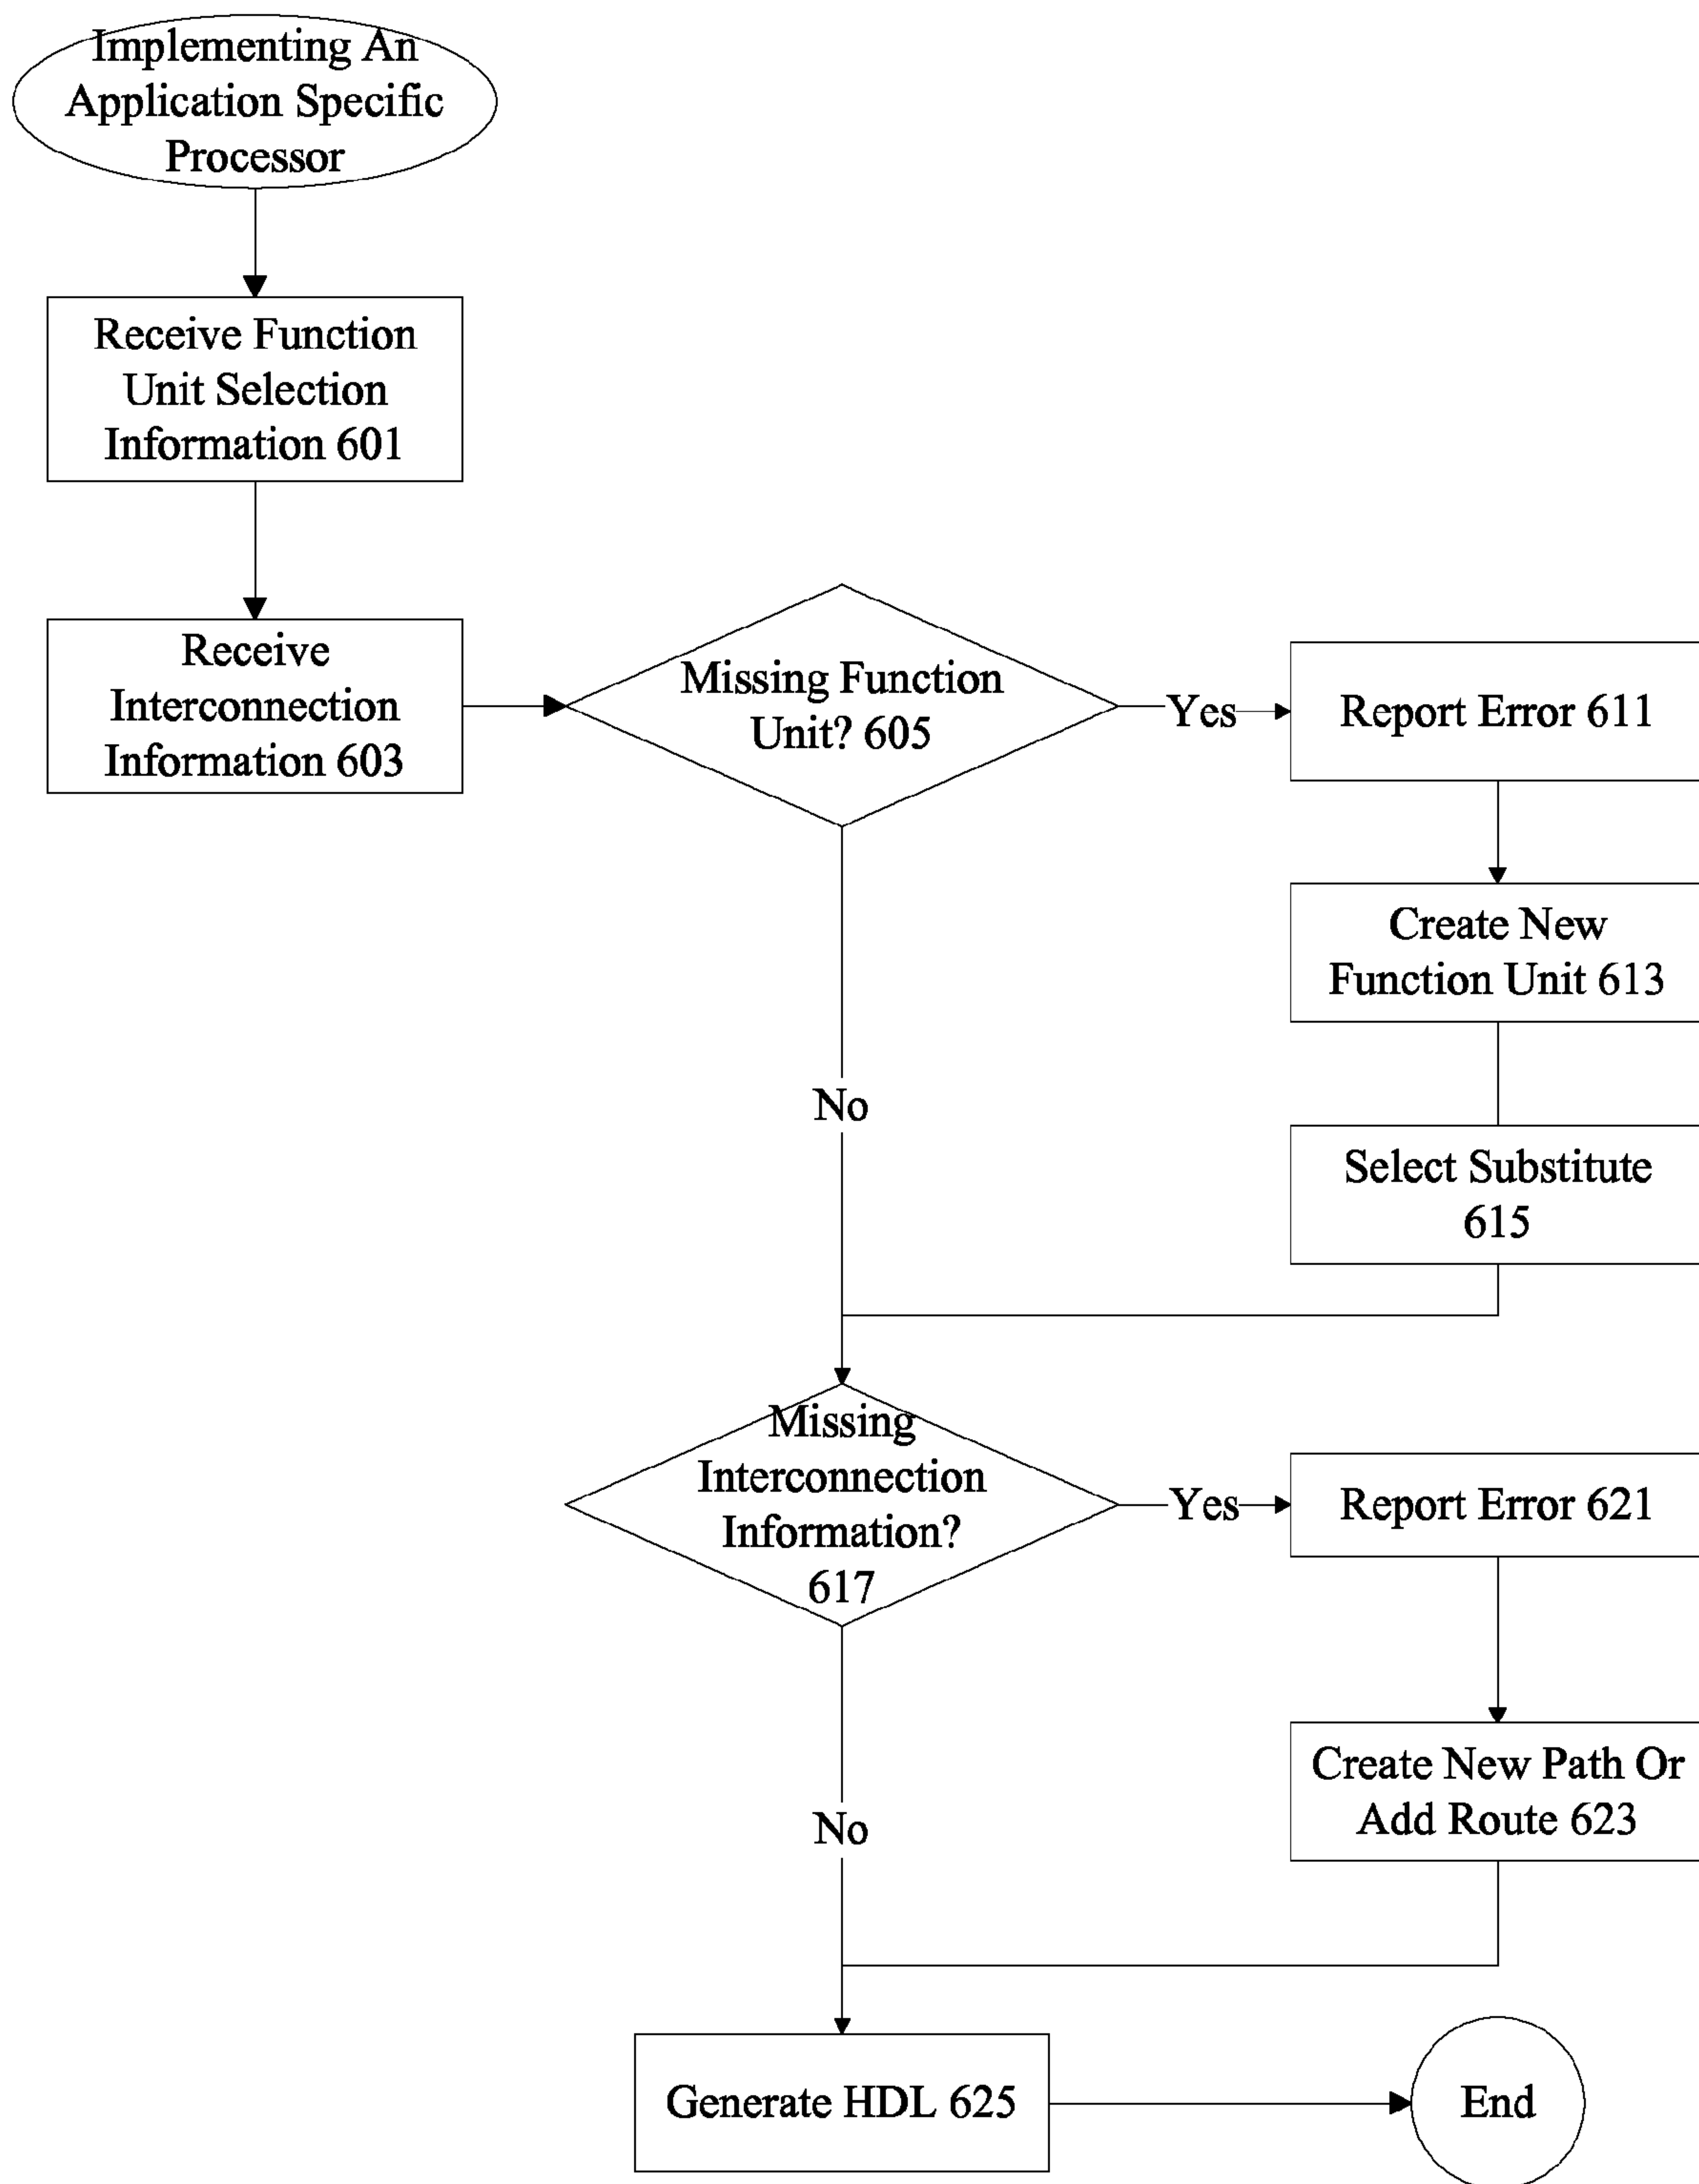 Implementing An
Application Specific
Processor
Receive Function
Unit Selection
Information 601
Receive
Interconnection
Information 603
Missing Function
Unit? 605
Yes
Report Error 611
Create New
Function Unit 613
No
Select Substitute
615
Missing
Interconnection
Information?
617
Yes
Report Error 621
Create New Path Or
Add Route 623
No
Generate HDL 625
End